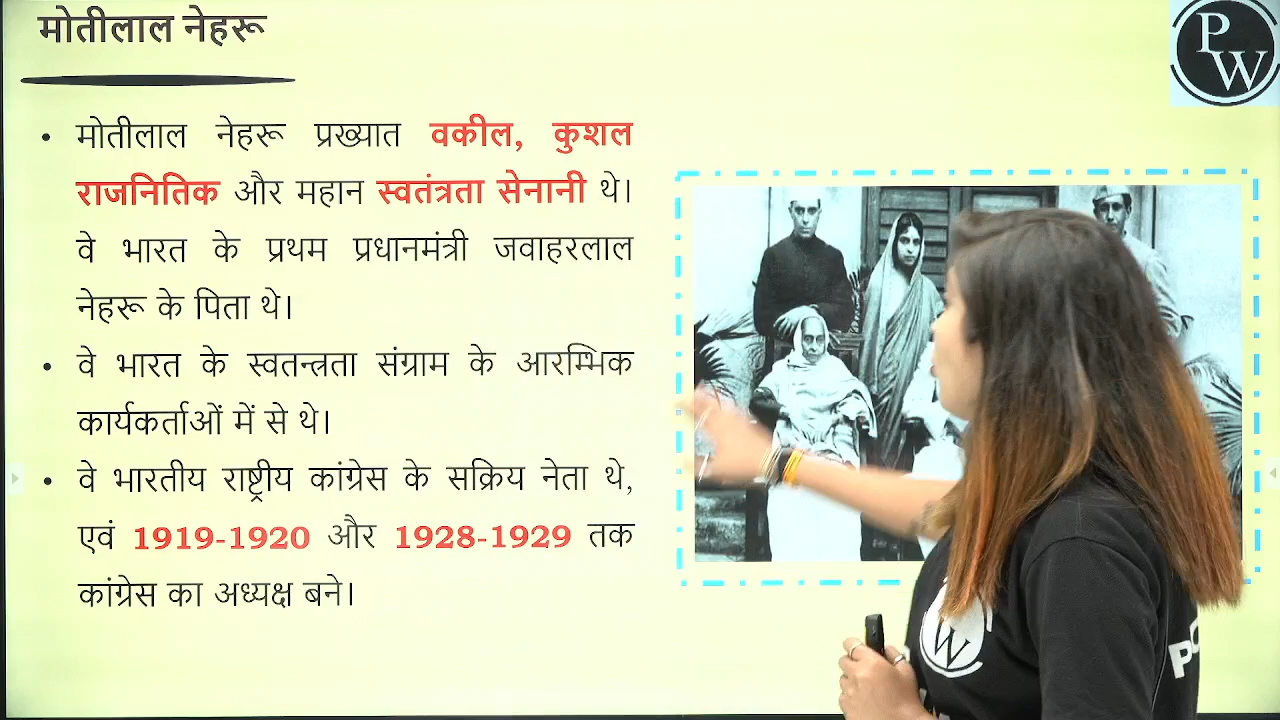 मोतीलाल नेहरू
PW
• मोतीलाल नेहरू प्रख्यात वकील, कुशल
राजनितिक और महान स्वतंत्रता सेनानी थे।
वे भारत के प्रथम प्रधानमंत्री जवाहरलाल
नेहरू के पिता थे।
• वे भारत के स्वतन्त्रता संग्राम के आरम्भिक
कार्यकर्ताओं में से थे।
• वे भारतीय राष्ट्रीय कांग्रेस के सक्रिय नेता थे,
एवं 1919-1920 और 1928-1929 तक
कांग्रेस का अध्यक्ष बने।
W